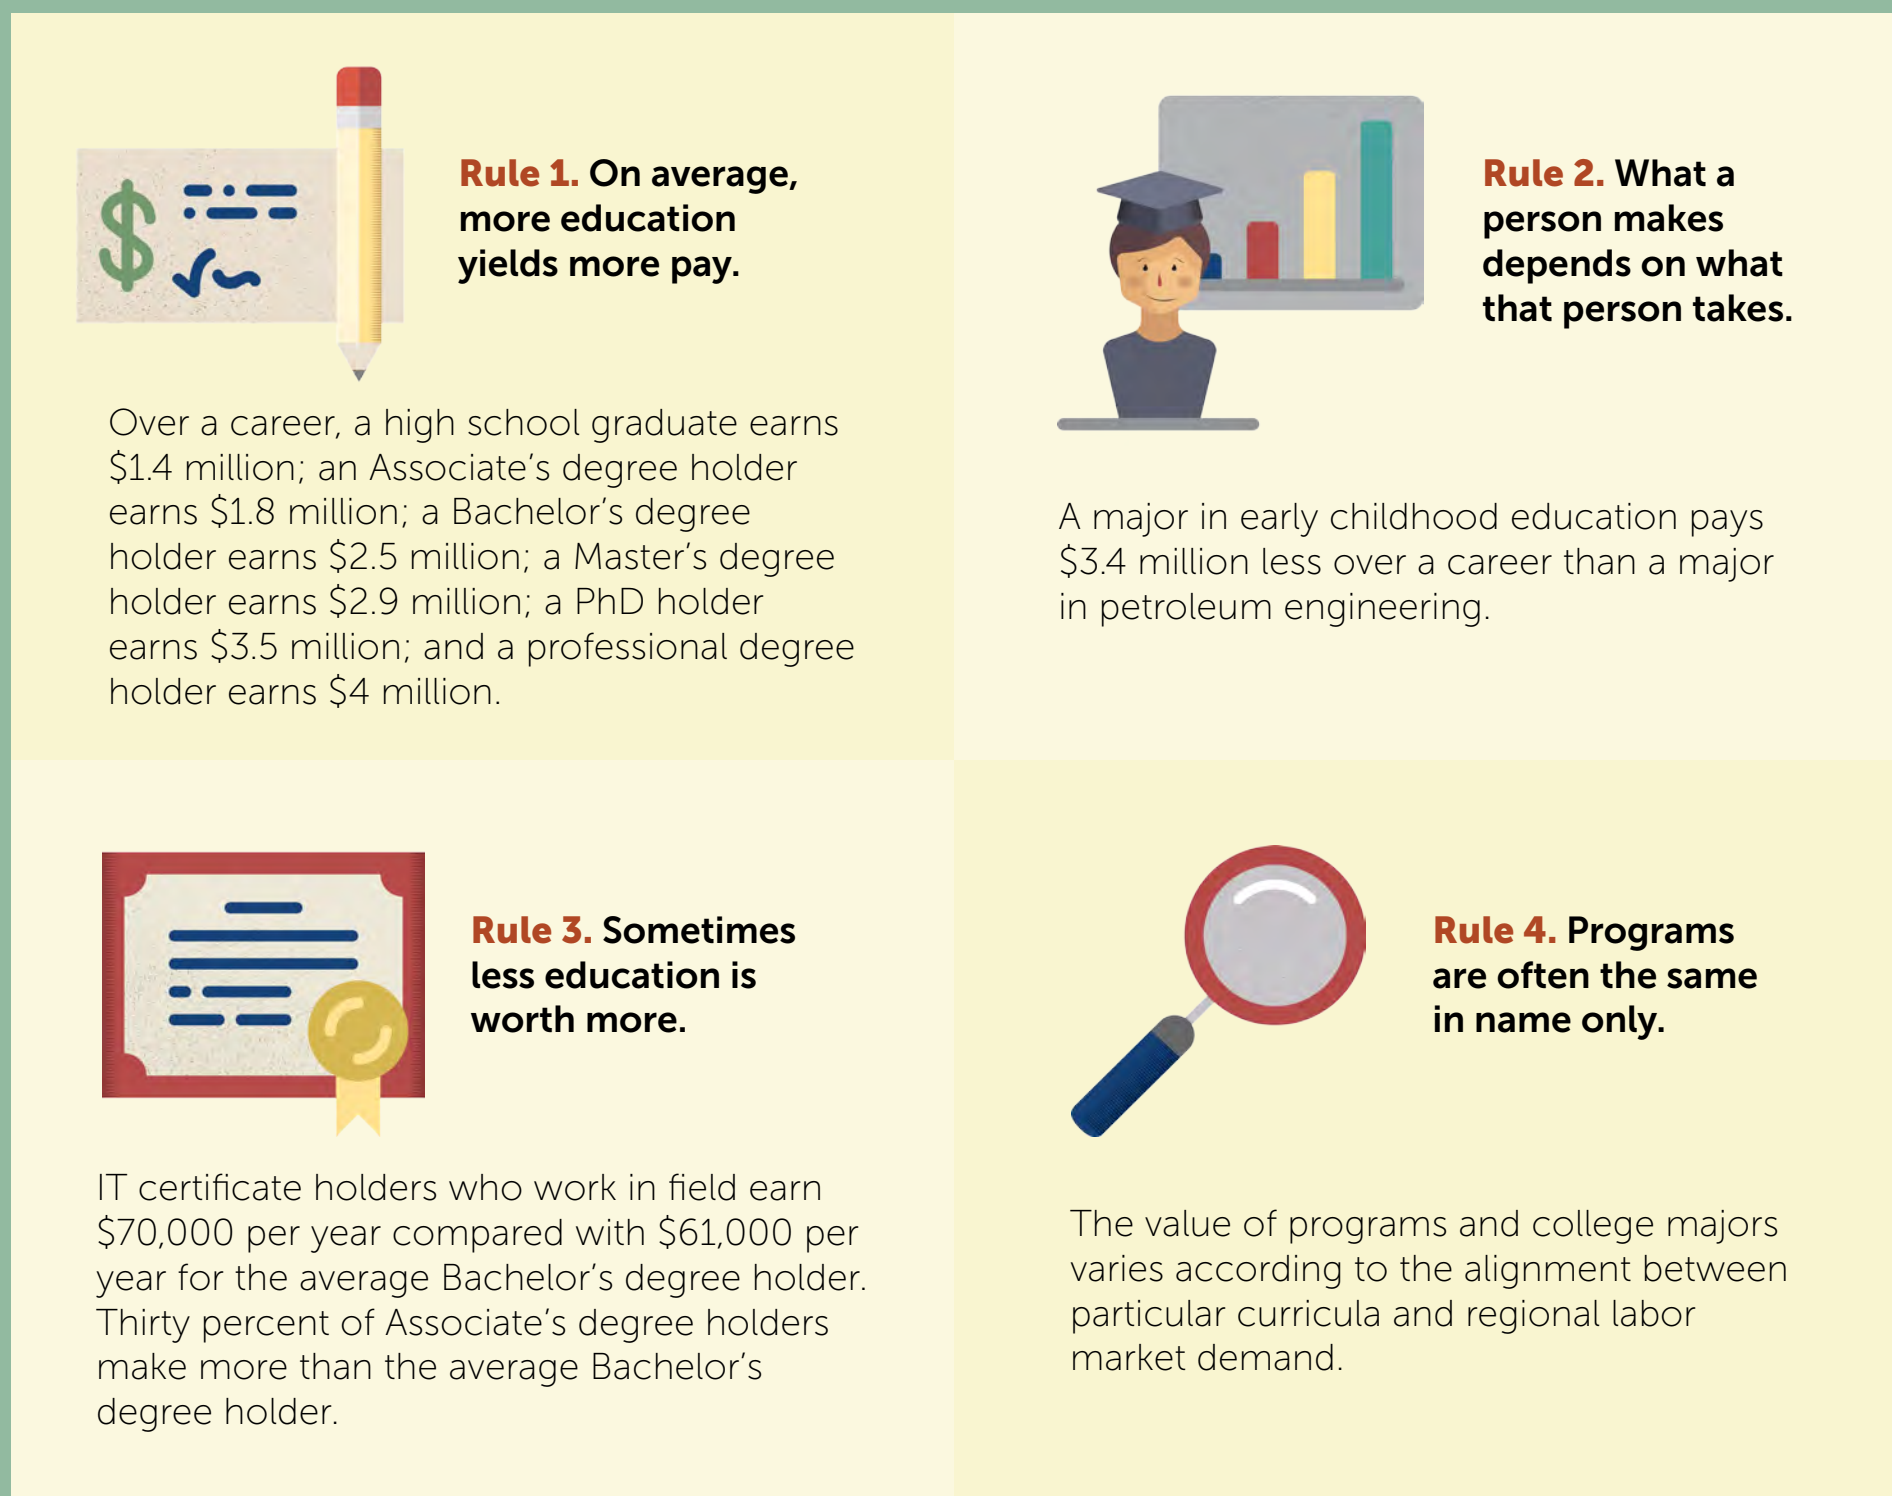 Rule 1. On average,
more education
yields more pay.
Over a career, a high school graduate earns
$1.4 million; an Associate’s degree holder
earns $1.8 million; a Bachelor’s degree
holder earns $2.5 million; a Master’s degree
holder earns $2.9 million; a PhD holder
earns $3.5 million; and a professional degree
holder earns $4 million.
Rule 2. What a
person makes
depends on what
that person takes.
A major in early childhood education pays
$3.4 million less over a career than a major
in petroleum engineering.
Rule 3. Sometimes
less education is
worth more.
IT certificate holders who work in field earn
$70,000 per year compared with $61,000 per
year for the average Bachelor’s degree holder.
Thirty percent of Associate’s degree holders
make more than the average Bachelor’s
degree holder.
Rule 4. Programs
are often the same
in name only.
The value of programs and college majors
varies according to the alignment between
particular curricula and regional labor
market demand.